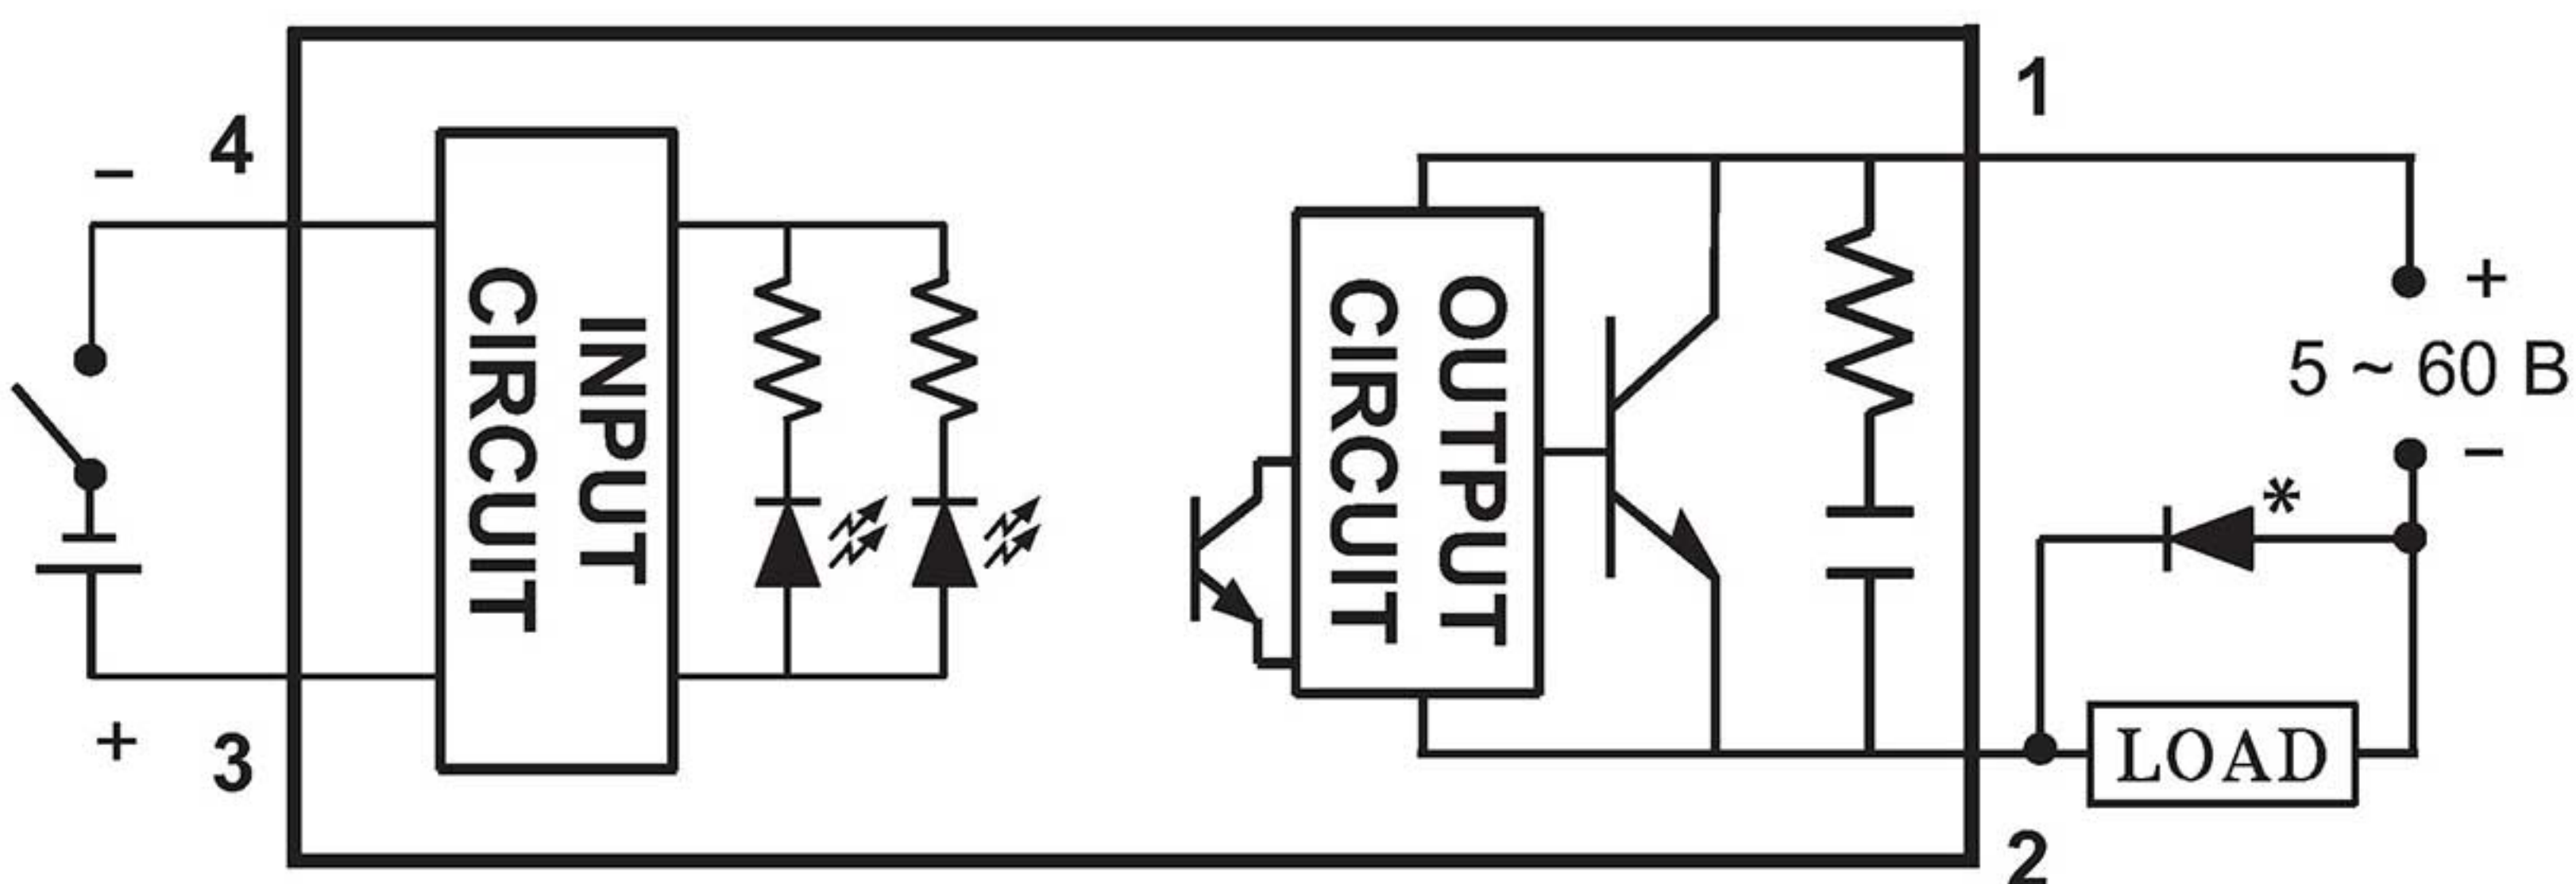 4
−
INPUT
CIRCUIT
+
3
OUTPUT
CIRCUIT
1
+
5 ~ 60 В
−
*
LOAD
2